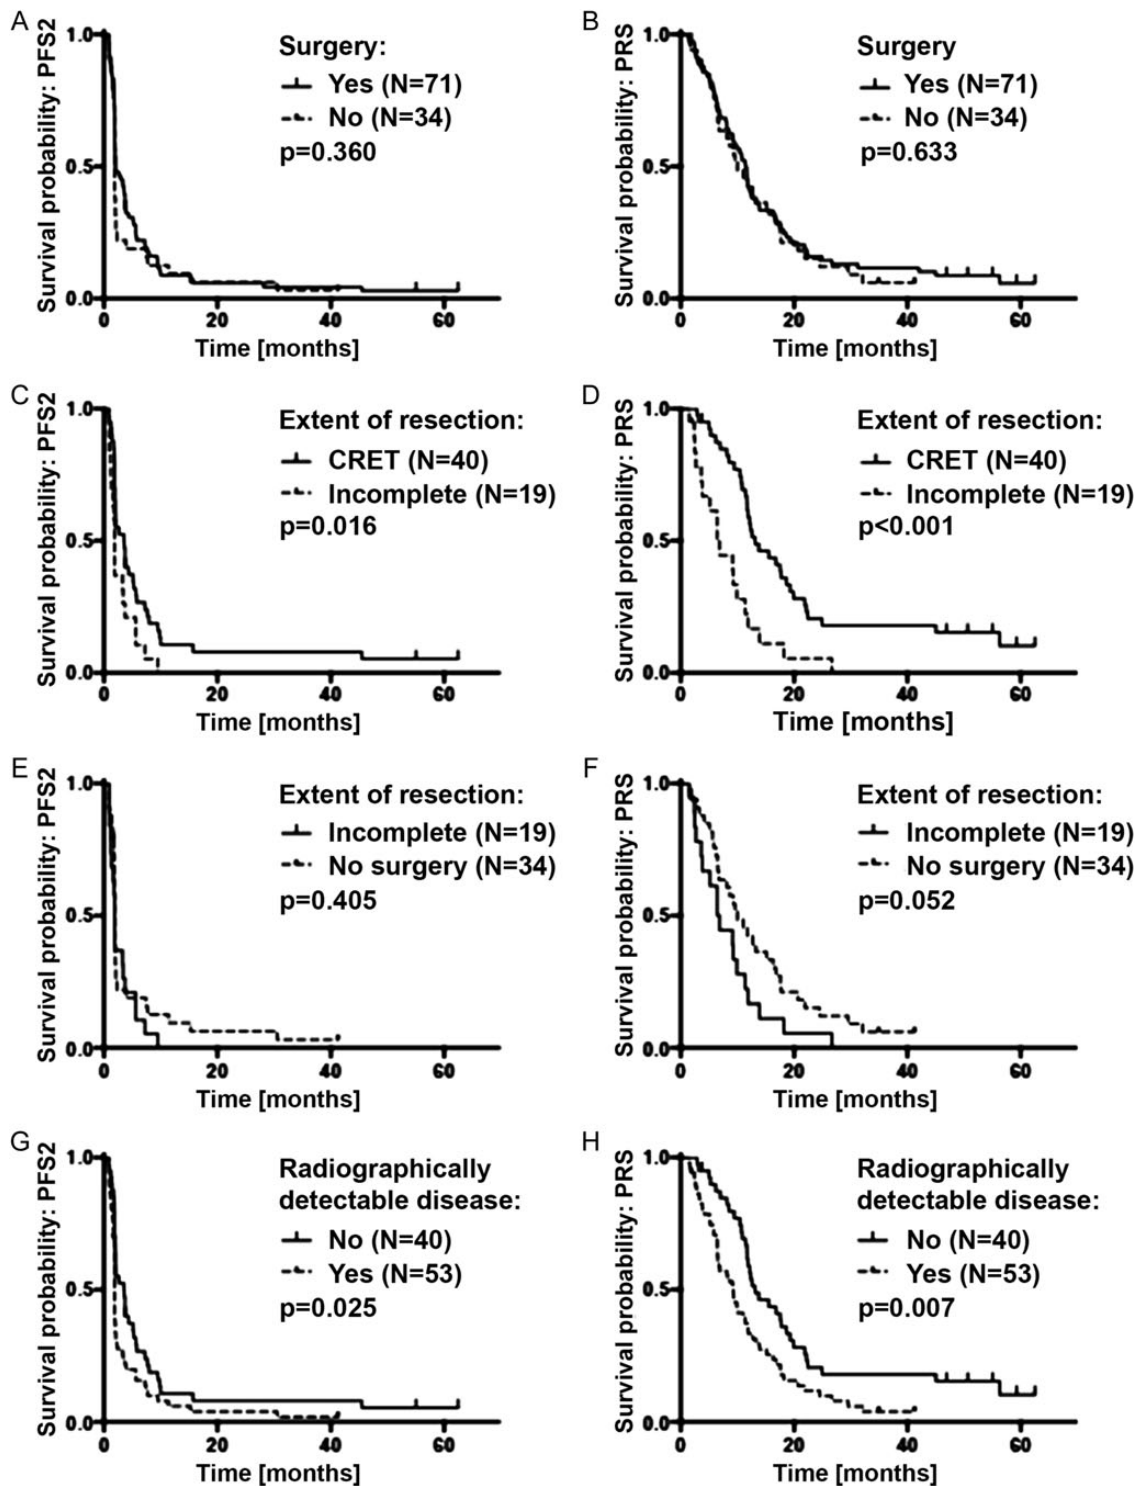 A
Survival probability: PFS2
1.0
0.5
0.0
0 20 40 60
Time [months]
Surgery:
Yes (N=71)
No (N=34)
p=0.360
B
Survival probability: PRS
1.0
0.5
0.0
0 20 40 60
Time [months]
Surgery
Yes (N=71)
No (N=34)
p=0.633
C
Survival probability: PFS2
1.0
0.5
0.0
0 20 40 60
Time [months]
Extent of resection:
CRET (N=40)
Incomplete (N=19)
p=0.016
D
Survival probability: PRS
1.0
0.5
0.0
0 20 40 60
Time [months]
Extent of resection:
CRET (N=40)
Incomplete (N=19)
p<0.001
E
Survival probability: PFS2
1.0
0.5
0.0
0 20 40 60
Time [months]
Extent of resection:
Incomplete (N=19)
No surgery (N=34)
p=0.405
F
Survival probability: PRS
1.0
0.5
0.0
0 20 40 60
Time [months]
Extent of resection:
Incomplete (N=19)
No surgery (N=34)
p=0.052
G
Survival probability: PFS2
1.0
0.5
0.0
0 20 40 60
Time [months]
Radiographically
detectable disease:
No (N=40)
Yes (N=53)
p=0.025
H
Survival probability: PRS
1.0
0.5
0.0
0 20 40 60
Time [months]
Radiographically
detectable disease:
No (N=40)
Yes (N=53)
p=0.007